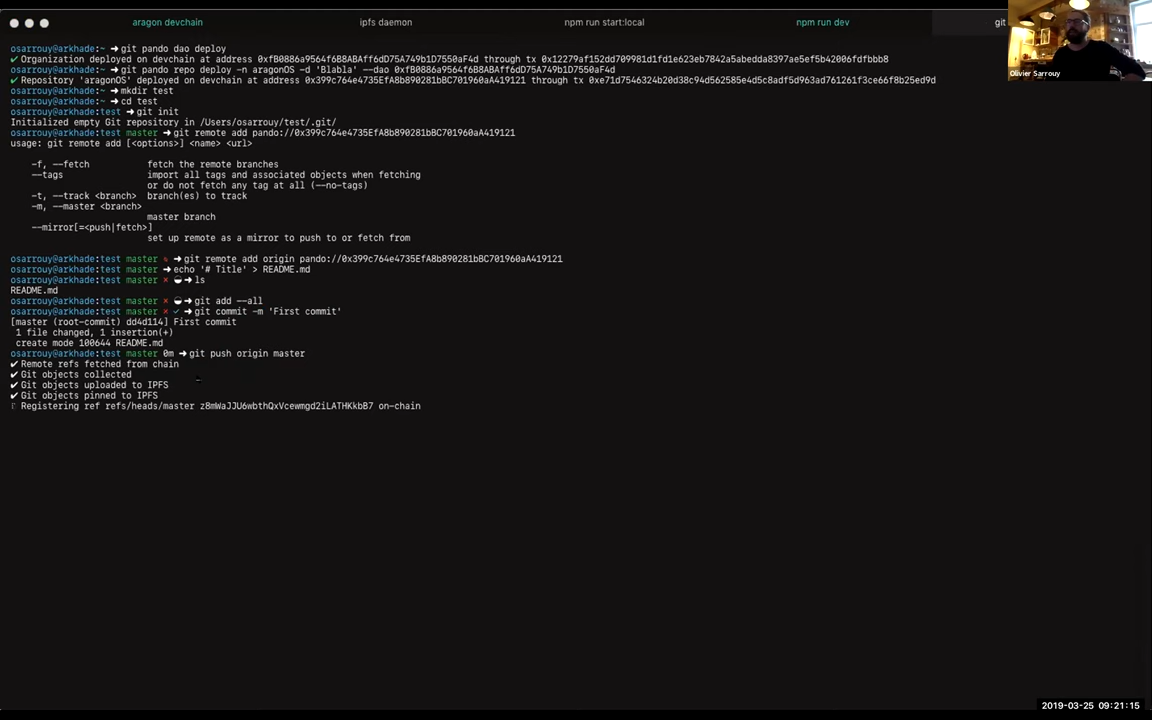 aragon devchain
ipfs daemon
npm run start:local
npm run dev
git
Olivier Sarrouy
osarrouy@arkhade:~ ➜git pando dao deploy
✔ Organization deployed on devchain at address 0xfB0886a9564f6B8ABAff6dD75A749b1D7550aF4d through tx 0x12279af152dd709981d1fd1e623eb7842a5abedda8397ae5ef5b42006fdfbbb8
osarrouy@arkhade:~ ➜git pando repo deploy -n aragonOS -d 'Blabla' --dao 0xfB0886a9564f6B8ABAff6dD75A749b1D7550aF4d
✔ Repository 'aragonOS' deployed on devchain at address 0x399c764e4735EfA8b890281bBC701960aA419121 through tx 0xe71d7546324b20d38c94d562585e4d5c8adf5d963ad761261f3ce66f8b25ed9d
osarrouy@arkhade:~ ➜mkdir test
osarrouy@arkhade:~ ➜cd test
osarrouy@arkhade:test ➜git init
Initialized empty Git repository in /Users/osarrouy/test/.git/
osarrouy@arkhade:test master ➜git remote add pando://0x399c764e4735EfA8b890281bBC701960aA419121
usage: git remote add [<options>] <name> <url>
-f, --fetch fetch the remote branches
--tags import all tags and associated objects when fetching
or do not fetch any tag at all (--no-tags)
-t, --track <branch> branch(es) to track
-m, --master <branch>
master branch
--mirror[=<push|fetch>]
set up remote as a mirror to push to or fetch from
osarrouy@arkhade:test master ➜git remote add origin pando://0x399c764e4735EfA8b890281bBC701960aA419121
osarrouy@arkhade:test master ➜echo '# Title' > README.md
osarrouy@arkhade:test master × ➜ls
README.md
osarrouy@arkhade:test master × ➜git add --all
osarrouy@arkhade:test master × ✓ ➜git commit -m 'First commit'
[master (root-commit) dd4d114] First commit
1 file changed, 1 insertion(+)
create mode 100644 README.md
osarrouy@arkhade:test master 0m ➜git push origin master
✔ Remote refs fetched from chain
✔ Git objects collected
✔ Git objects uploaded to IPFS
✔ Git objects pinned to IPFS
Registering ref refs/heads/master z8mWaJJU6wbthQxVcewmgd2iLATHKkbB7 on-chain
2019-03-25 09:21:15